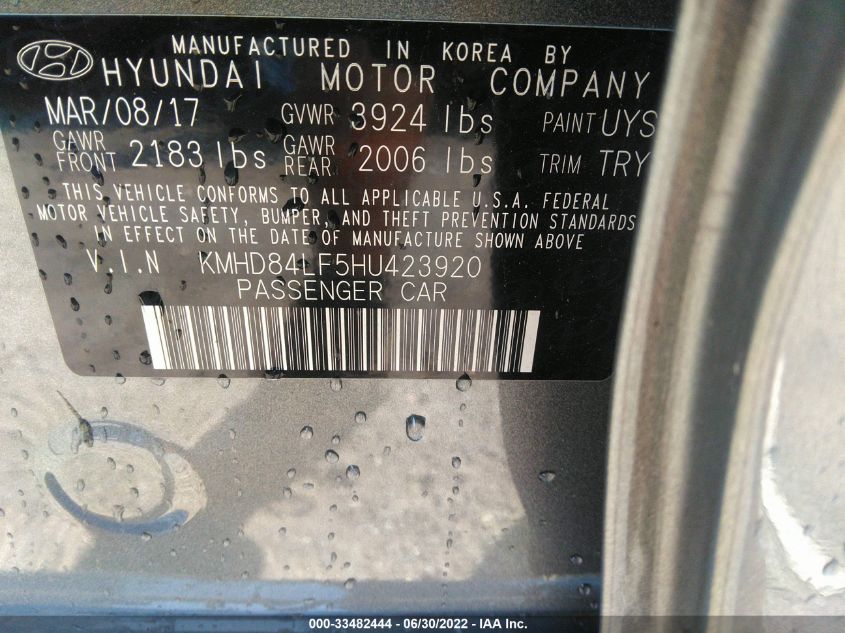 MANUFACTURED IN KOREA BY
HYUNDAI MOTOR COMPANY
MAR/08/17 GVWR 3924 lbs PAINT UYS
GAWR FRONT 2183 lbs GAWR REAR 2006 lbs TRIM TRY
THIS VEHICLE CONFORMS TO ALL APPLICABLE U.S.A. FEDERAL
MOTOR VEHICLE SAFETY, BUMPER, AND THEFT PREVENTION STANDARDS
IN EFFECT ON THE DATE OF MANUFACTURE SHOWN ABOVE
V.I.N KMHD84LF5HU423920
PASSENGER CAR
000-33482444 - 06/30/2022 - IAA Inc.